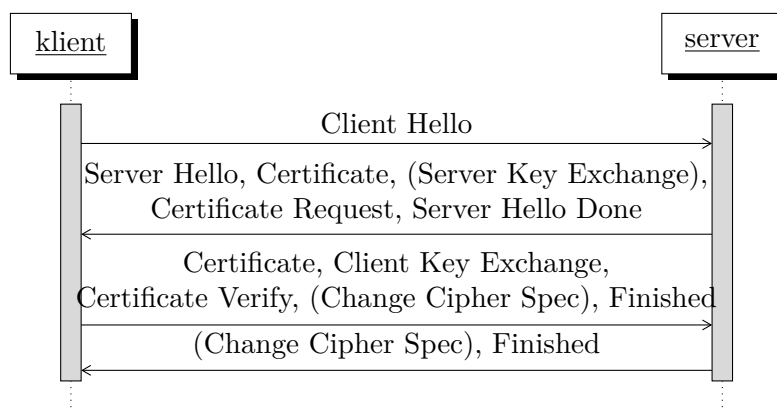 klient
server
Client Hello
Server Hello, Certificate, (Server Key Exchange),
Certificate Request, Server Hello Done
Certificate, Client Key Exchange,
Certificate Verify, (Change Cipher Spec), Finished
(Change Cipher Spec), Finished